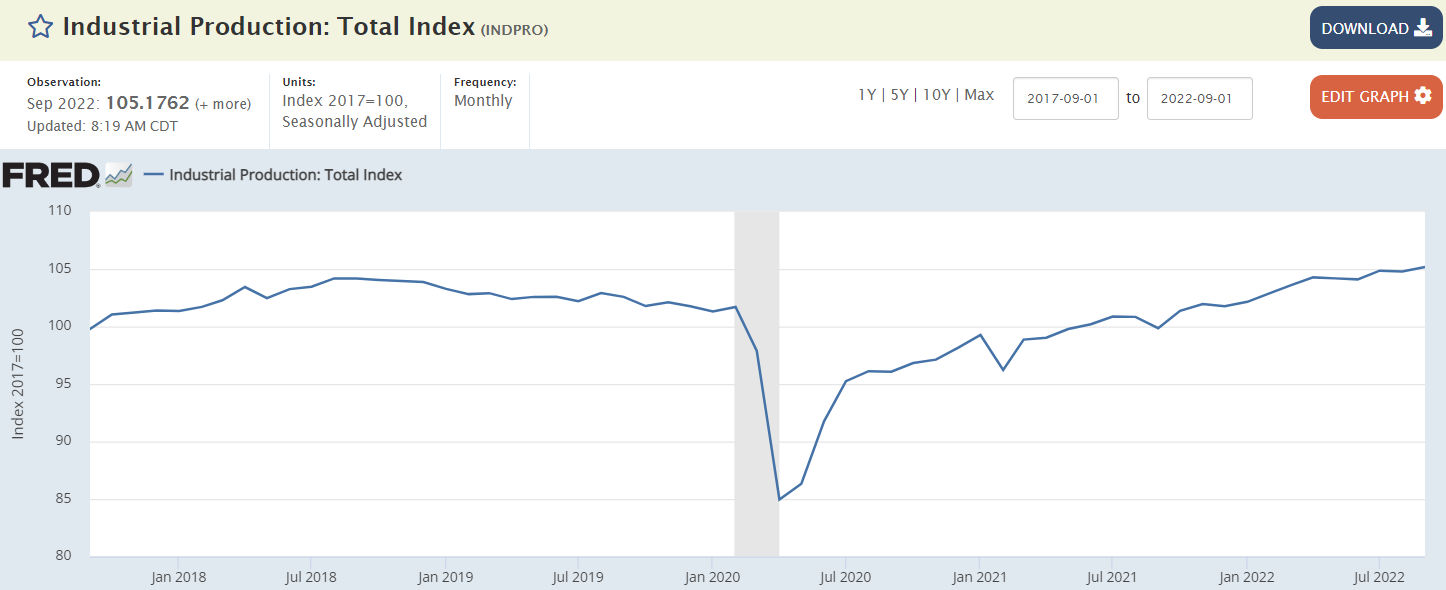 Industrial Production: Total Index (INDPRO)
DOWNLOAD
Observation:
Sep 2022: 105.1762 (+ more)
Updated: 8:19 AM CDT
Units:
Index 2017=100,
Seasonally Adjusted
Frequency:
Monthly
1Y | 5Y | 10Y | Max
2017-09-01 to 2022-09-01
EDIT GRAPH
FRED
Industrial Production: Total Index
110
105
100
95
90
85
80
Index 2017=100
Jan 2018
Jul 2018
Jan 2019
Jul 2019
Jan 2020
Jul 2020
Jan 2021
Jul 2021
Jan 2022
Jul 2022